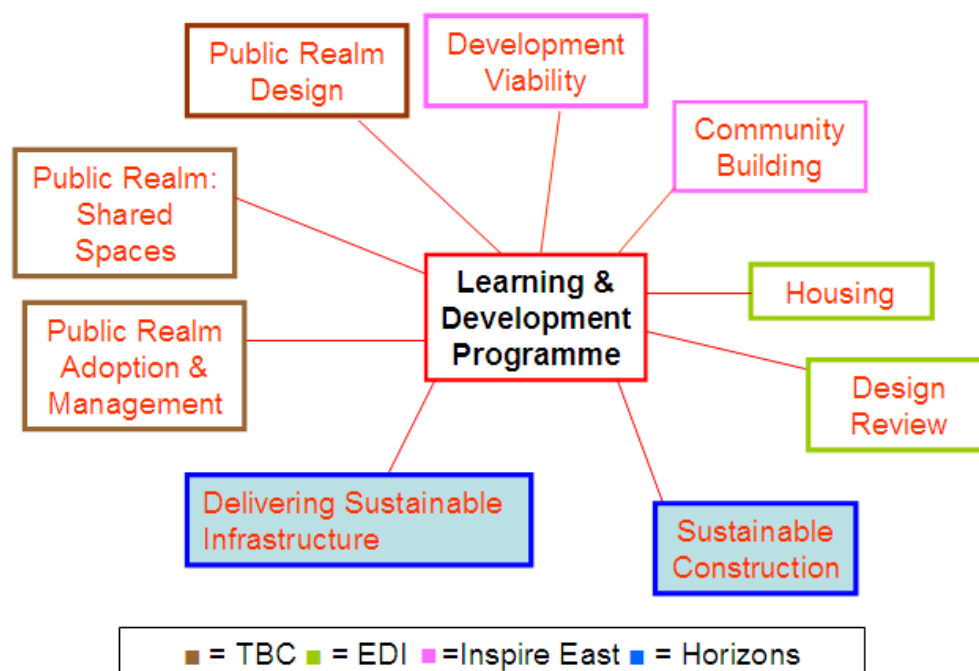 Public Realm
Design
Development
Viability
Community
Building
Public Realm:
Shared
Spaces
Learning &
Development
Programme
Housing
Public Realm
Adoption &
Management
Design
Review
Delivering Sustainable
Infrastructure
Sustainable
Construction
= TBC = EDI =Inspire East = Horizons